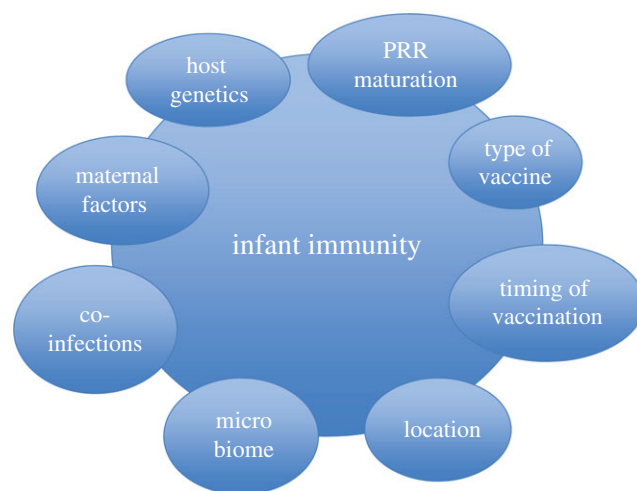 host
genetics
PRR
maturation
type of
vaccine
maternal
factors
infant immunity
timing of
vaccination
co-
infections
micro
biome
location